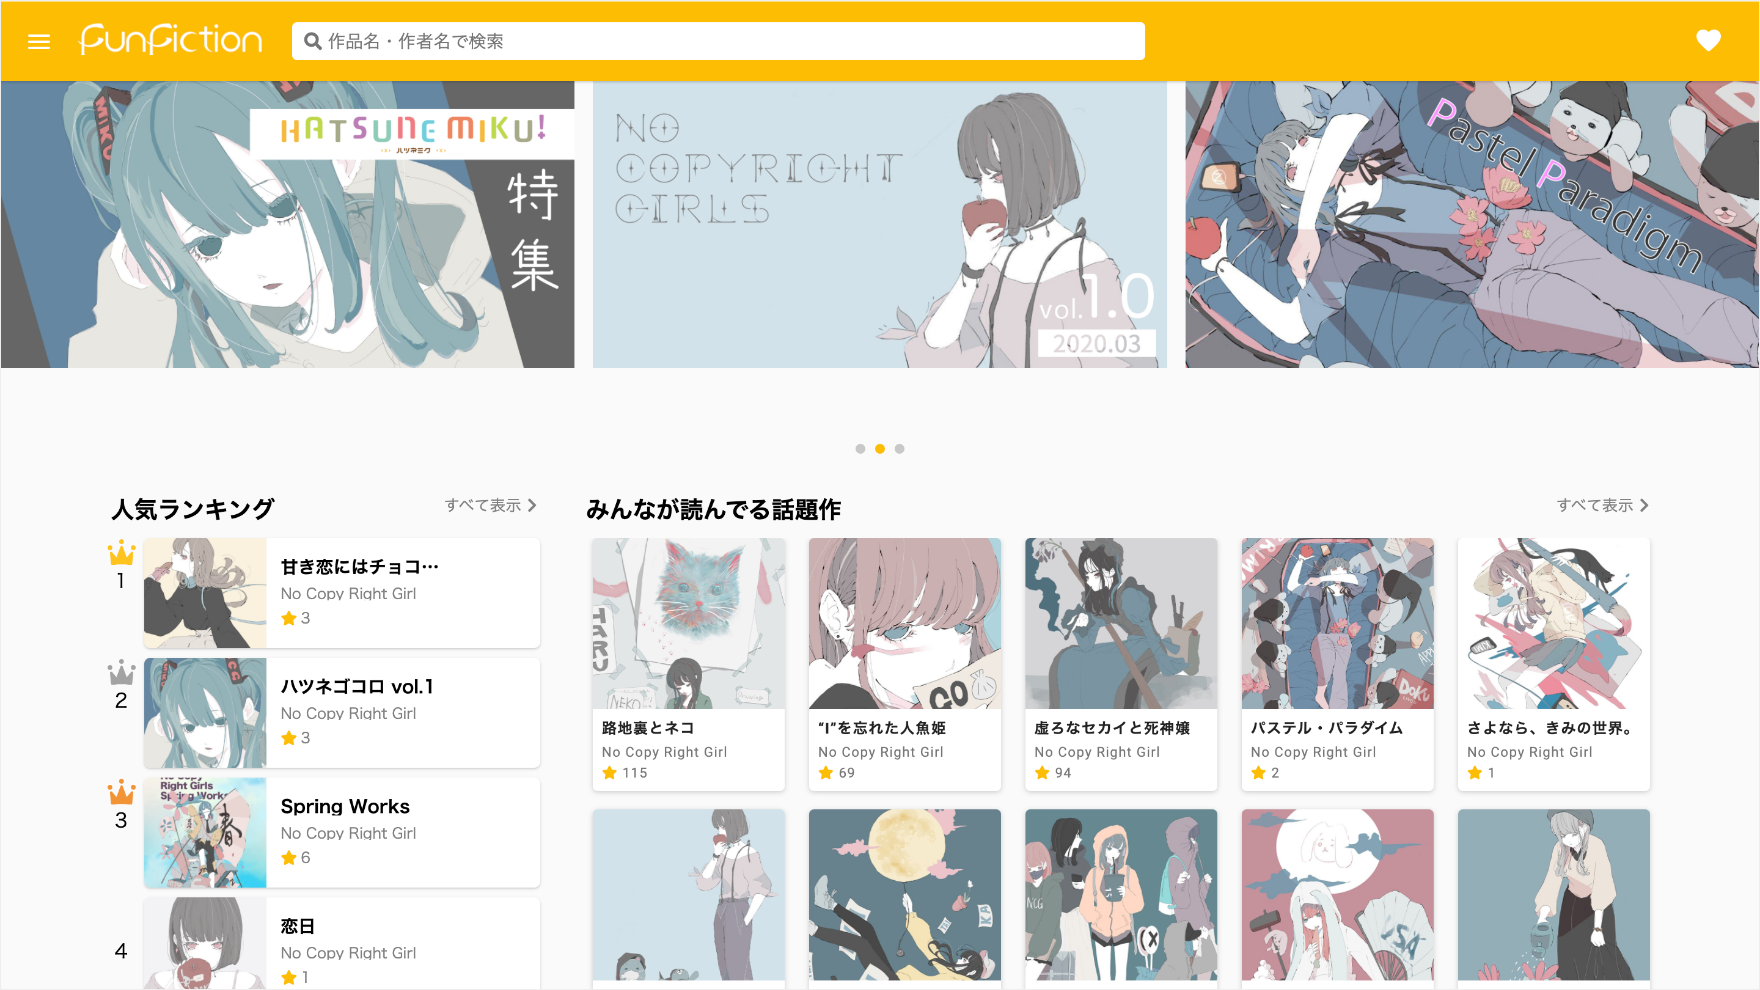 FunFiction
作品名・作者名で検索
MIKU
HATSUNE MIKU!
ハツネミク
特集
NO
COPYRIGHT
GIRLS
vol.1.0
2020.03
Pastel Paradigm
人気ランキング
すべて表示
1
甘き恋にはチョコ…
No Copy Right Girl
3
2
ハツネゴコロ vol.1
No Copy Right Girl
3
3
No Copy
Right Girls
Spring Works
春
Spring Works
No Copy Right Girl
6
4
恋日
No Copy Right Girl
1
みんなが読んでる話題作
すべて表示
HARU
NEKO
路地裏とネコ
No Copy Right Girl
115
GO
“I”を忘れた人魚姫
No Copy Right Girl
69
虚ろなセカイと死神嬢
No Copy Right Girl
94
パステル・パラダイム
No Copy Right Girl
2
さよなら、きみの世界。
No Copy Right Girl
1
KA
NCG
USA